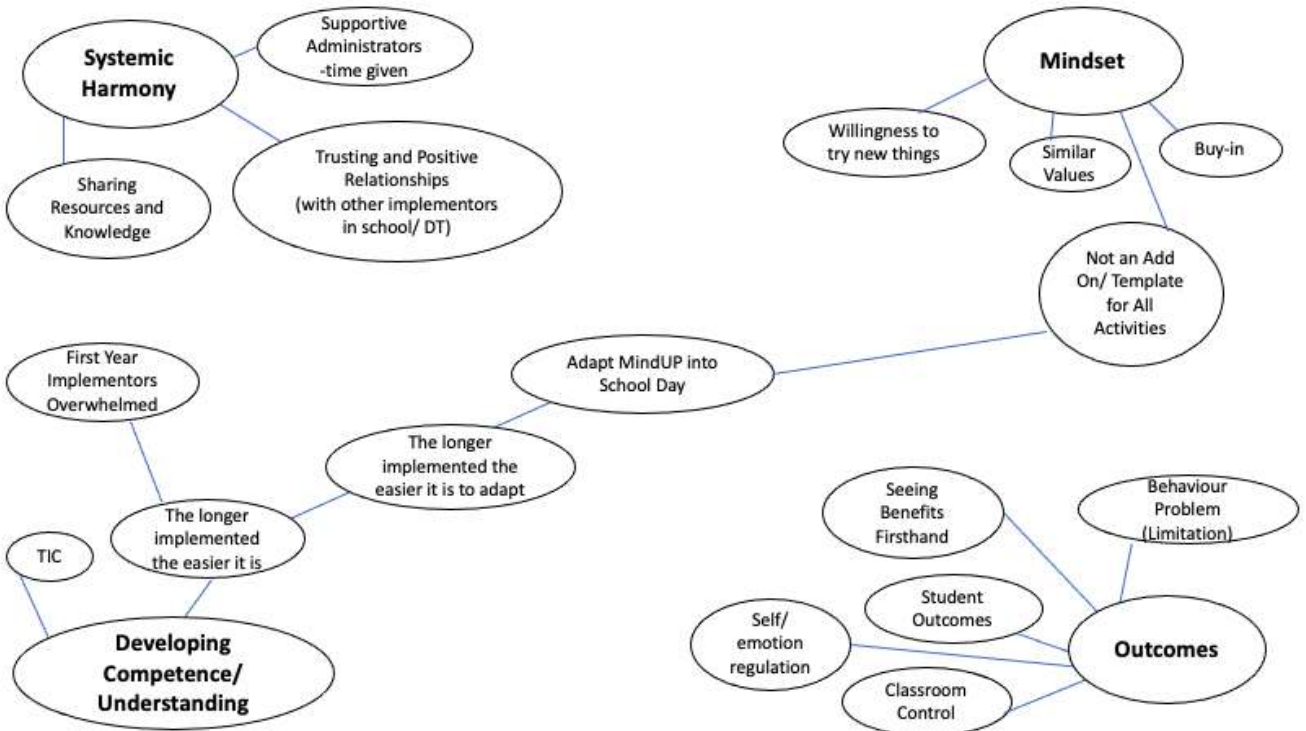 Systemic
Harmony
Supportive
Administrators
-time given
Sharing
Resources and
Knowledge
Trusting and Positive
Relationships
(with other implementors
in school/ DT)
Mindset
Willingness to
try new things
Similar
Values
Buy-in
Not an Add
On/ Template
for All
Activities
Adapt MindUP into
School Day
The longer
implemented the
easier it is to adapt
First Year
Implementors
Overwhelmed
The longer
implemented
the easier it is
TIC
Developing
Competence/
Understanding
Seeing
Benefits
Firsthand
Behaviour
Problem
(Limitation)
Student
Outcomes
Self/
emotion
regulation
Classroom
Control
Outcomes